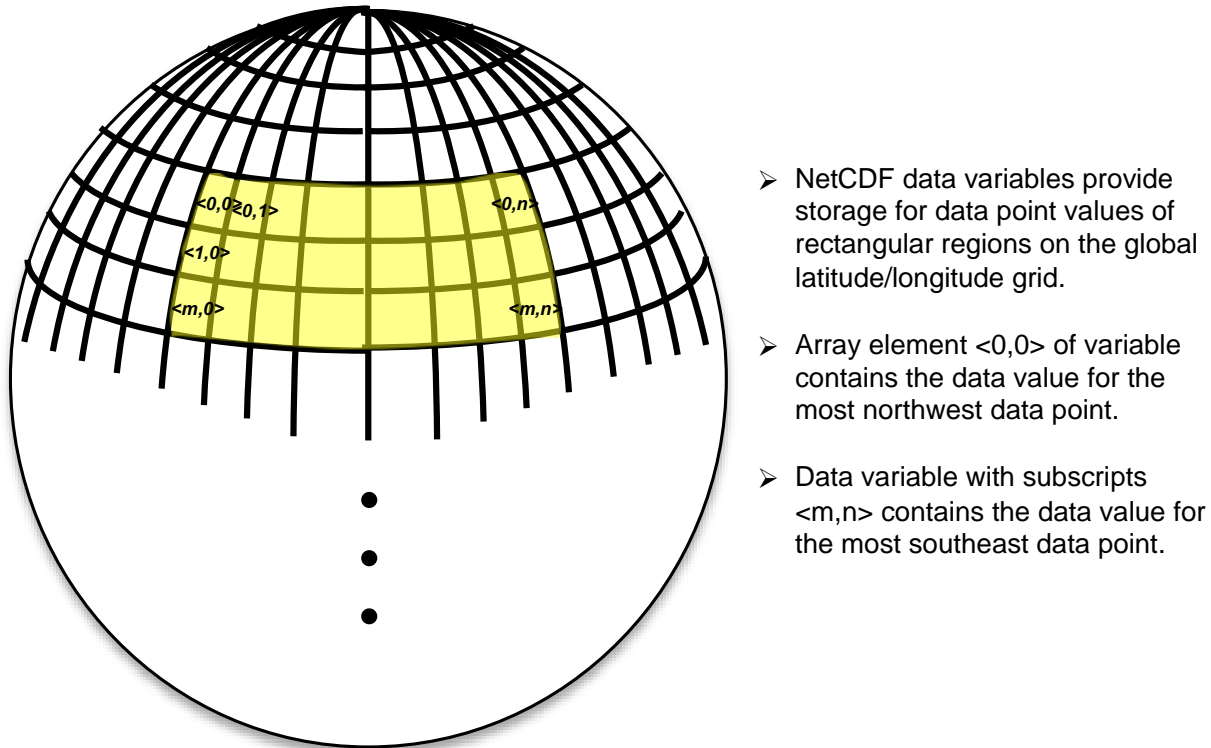 <0,0>
<0,1>
<0,n>
<1,0>
<m,0>
<m,n>
➢ NetCDF data variables provide
storage for data point values of
rectangular regions on the global
latitude/longitude grid.
➢ Array element <0,0> of variable
contains the data value for the
most northwest data point.
➢ Data variable with subscripts
<m,n> contains the data value for
the most southeast data point.